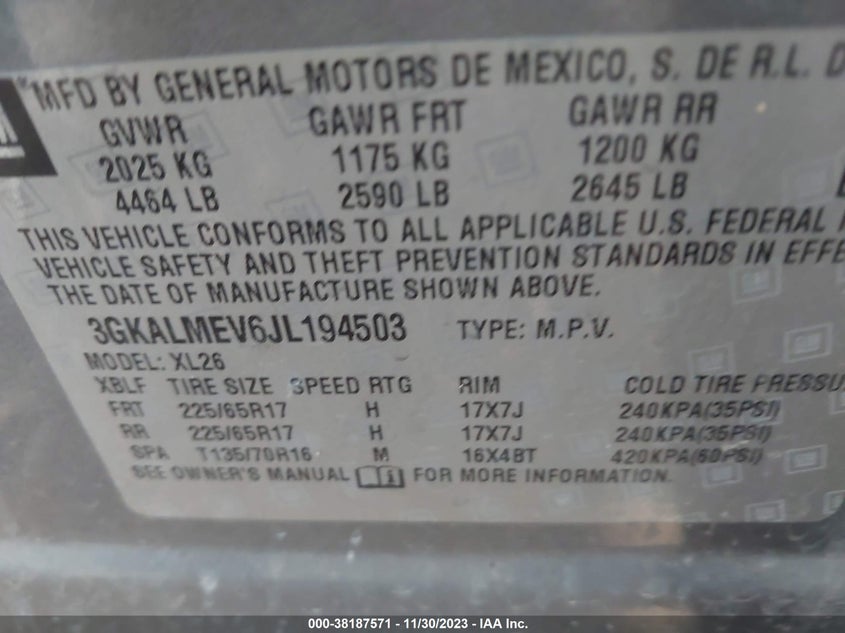 MFD BY GENERAL MOTORS DE MEXICO, S. DE R.L. D
GVWR GAWR FRT GAWR RR
2025 KG 1175 KG 1200 KG
4464 LB 2590 LB 2645 LB
THIS VEHICLE CONFORMS TO ALL APPLICABLE U.S. FEDERAL
VEHICLE SAFETY AND THEFT PREVENTION STANDARDS IN EFFE
THE DATE OF MANUFACTURE SHOWN ABOVE.
3GKALMEV6JL194503 TYPE: M.P.V.
MODEL: XL26
XBLF TIRE SIZE SPEED RTG RIM COLD TIRE PRESSU
FRT 225/65R17 H 17X7J 240KPA(35PSI)
RR 225/65R17 H 17X7J 240KPA(35PSI)
SPA T135/70R16 M 16X4BT 420KPA(60PSI)
SEE OWNER'S MANUAL FOR MORE INFORMATION.
000-38187571 - 11/30/2023 - IAA Inc.